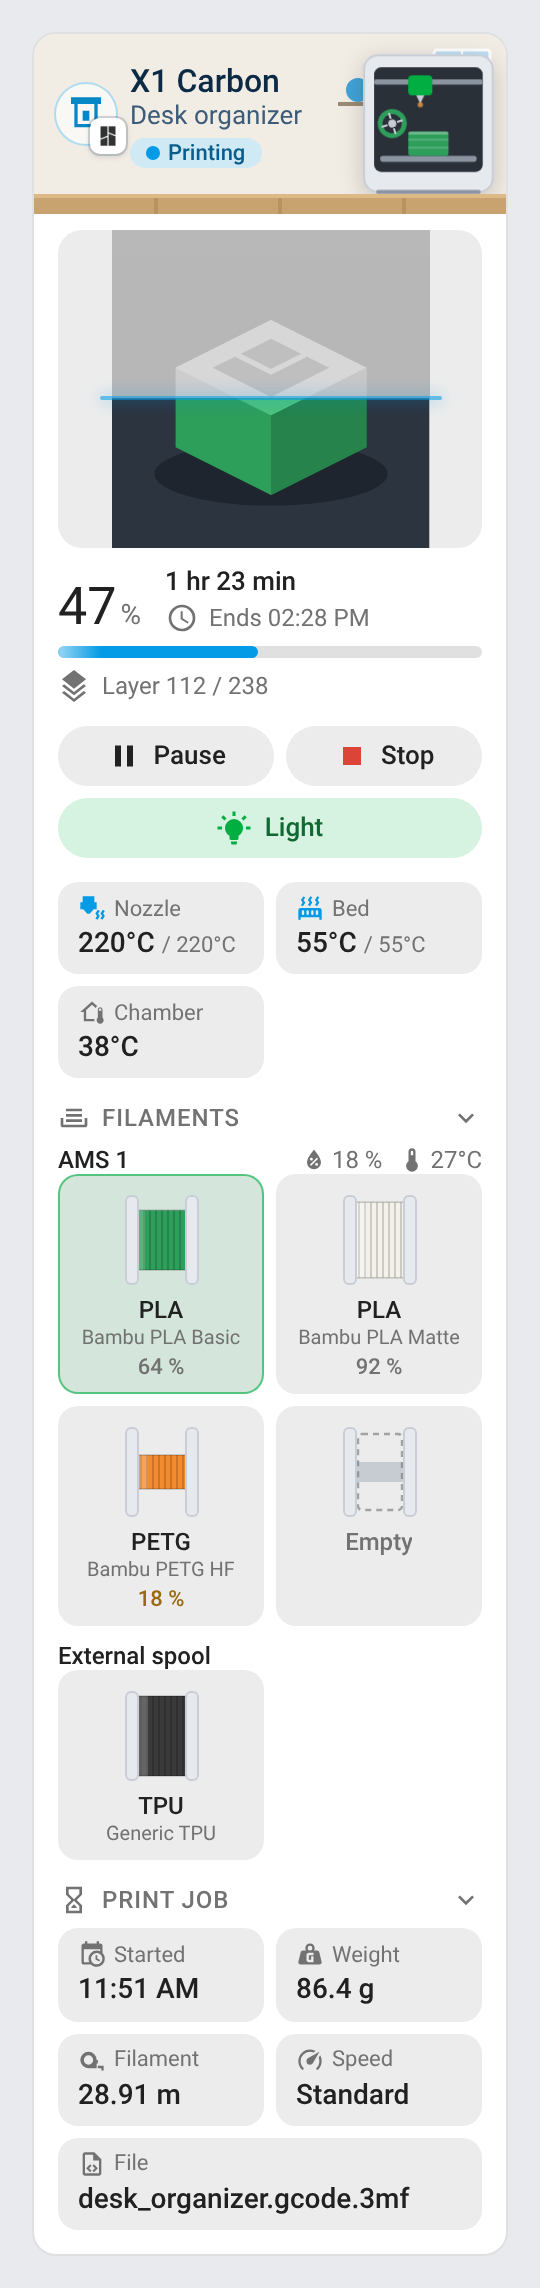 X1 Carbon
Desk organizer
Printing
47 %
1 hr 23 min
Ends 02:28 PM
Layer 112 / 238
Pause
Stop
Light
Nozzle
220°C / 220°C
Bed
55°C / 55°C
Chamber
38°C
FILAMENTS
AMS 1
18 %
27°C
PLA
Bambu PLA Basic
64 %
PLA
Bambu PLA Matte
92 %
PETG
Bambu PETG HF
18 %
Empty
External spool
TPU
Generic TPU
PRINT JOB
Started
11:51 AM
Weight
86.4 g
Filament
28.91 m
Speed
Standard
File
desk_organizer.gcode.3mf